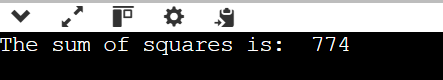 The sum of squares is:  774